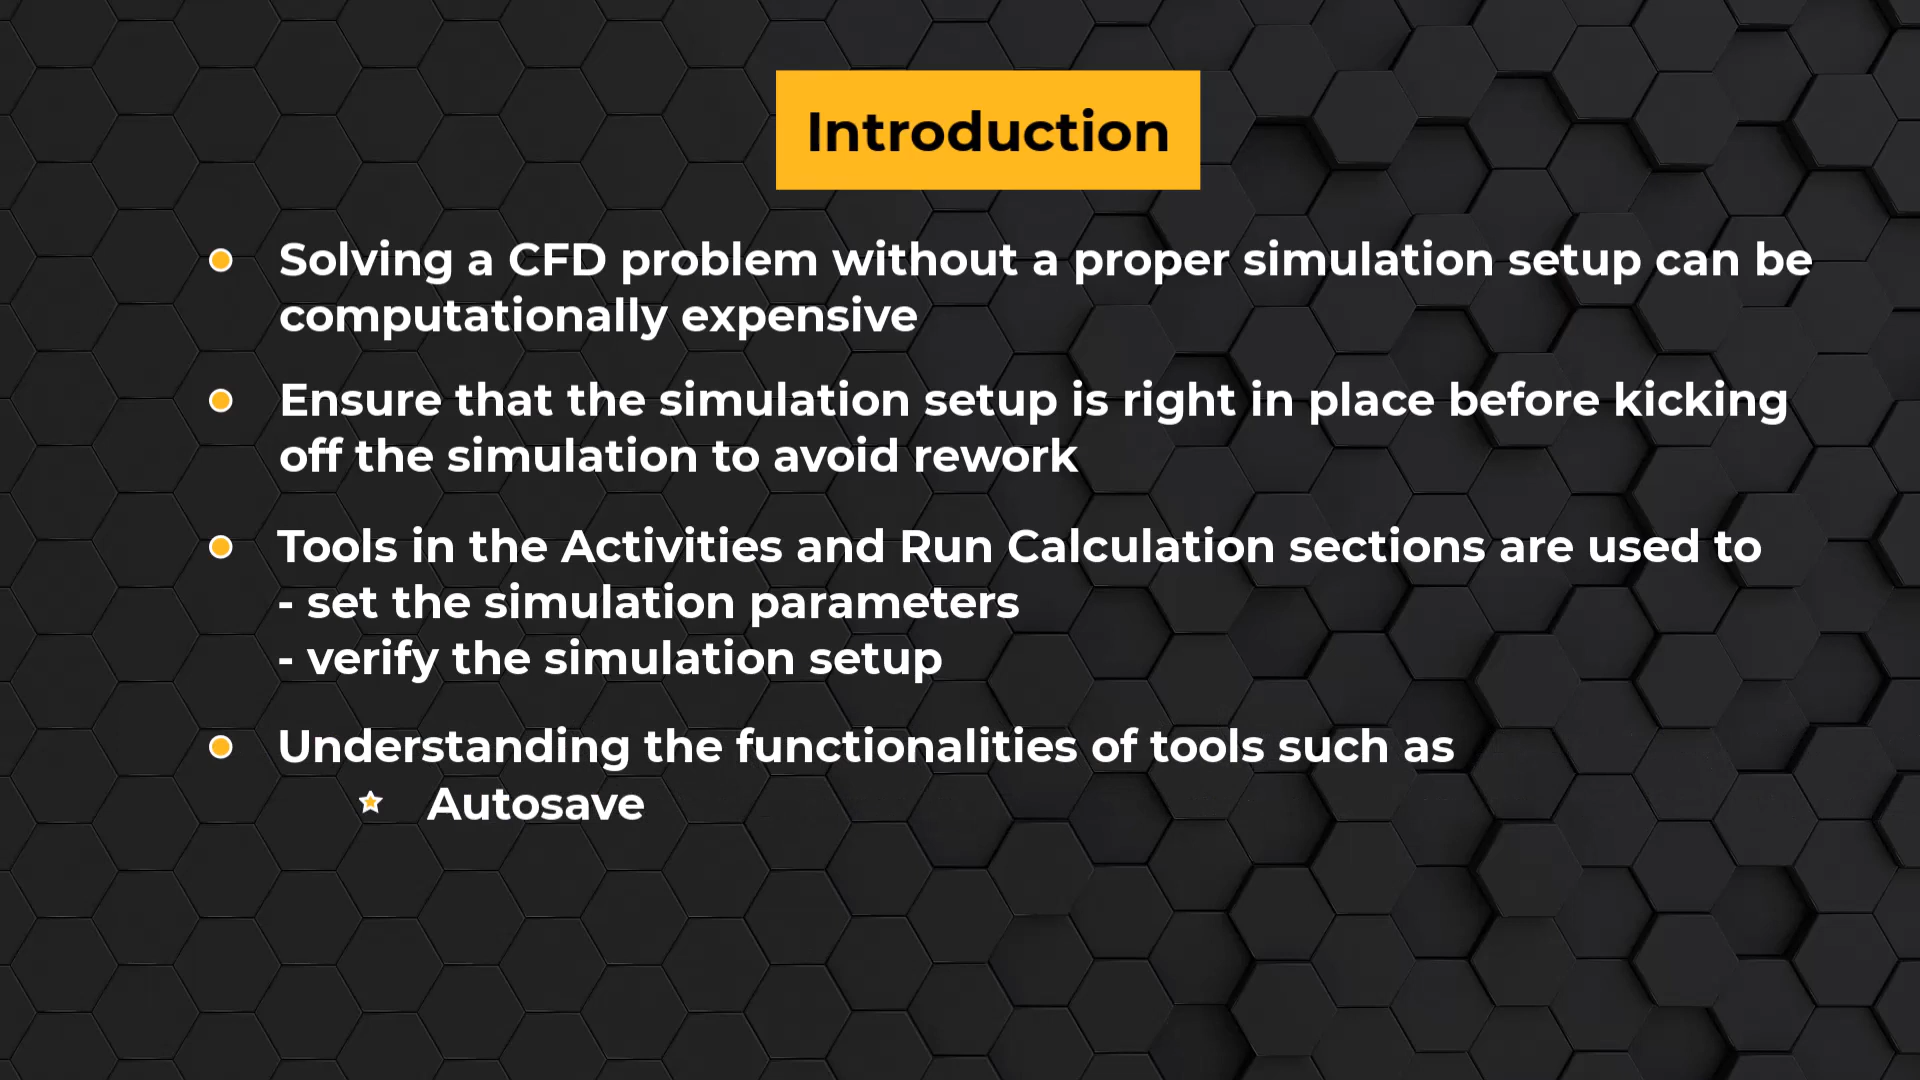 Introduction
Solving a CFD problem without a proper simulation setup can be
computationally expensive
Ensure that the simulation setup is right in place before kicking
off the simulation to avoid rework
Tools in the Activities and Run Calculation sections are used to
- set the simulation parameters
- verify the simulation setup
Understanding the functionalities of tools such as
Autosave